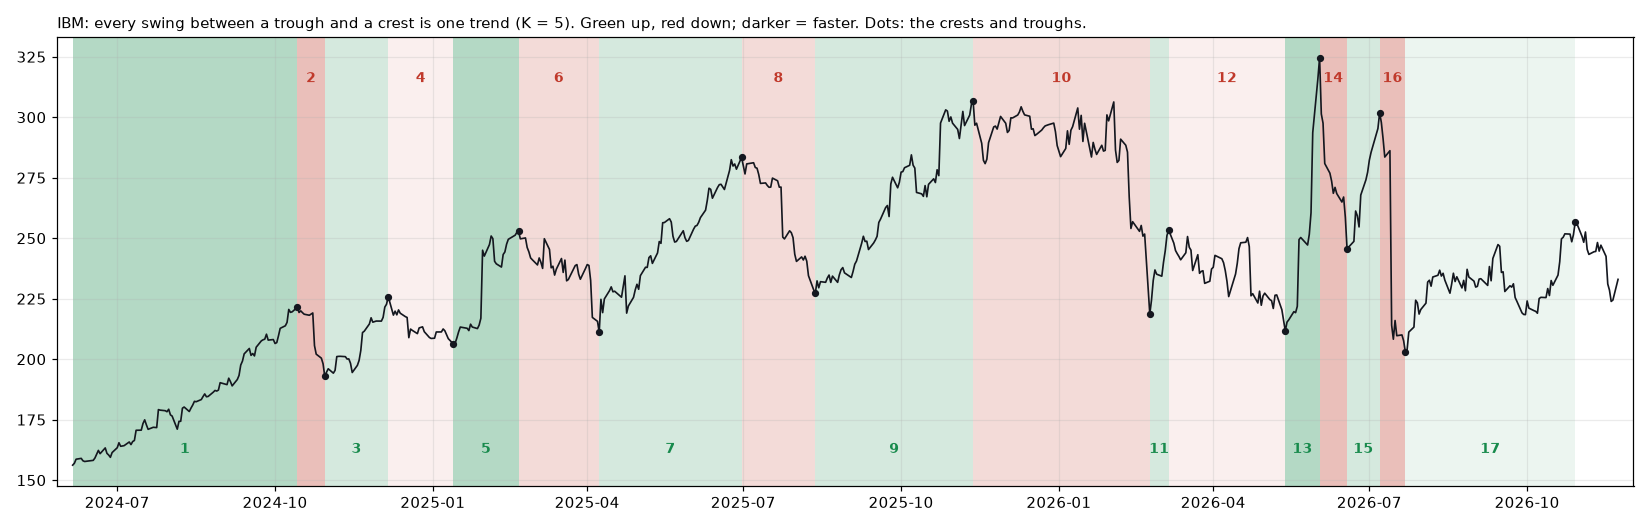 IBM: every swing between a trough and a crest is one trend (K = 5). Green up, red down; darker = faster. Dots: the crests and troughs.
325
300
275
250
225
200
175
150
2 4 6 8 10 12 14 16
1 3 5 7 9 11 13 15 17
2024-07 2024-10 2025-01 2025-04 2025-07 2025-10 2026-01 2026-04 2026-07 2026-10